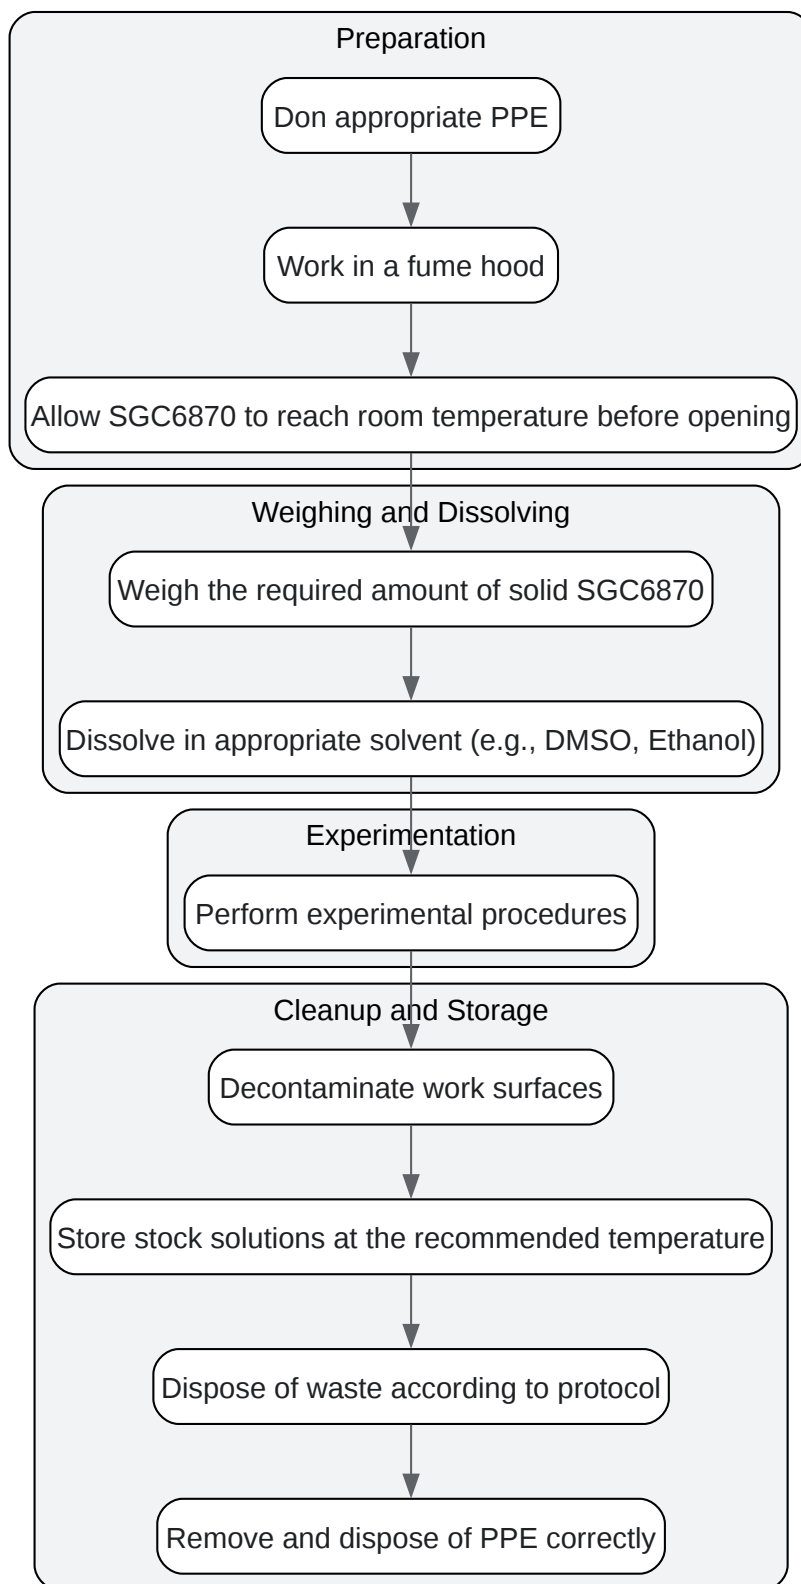 Preparation
Don appropriate PPE
Work in a fume hood
Allow SGC6870 to reach room temperature before opening
Weighing and Dissolving
Weigh the required amount of solid SGC6870
Dissolve in appropriate solvent (e.g., DMSO, Ethanol)
Experimentation
Perform experimental procedures
Cleanup and Storage
Decontaminate work surfaces
Store stock solutions at the recommended temperature
Dispose of waste according to protocol
Remove and dispose of PPE correctly